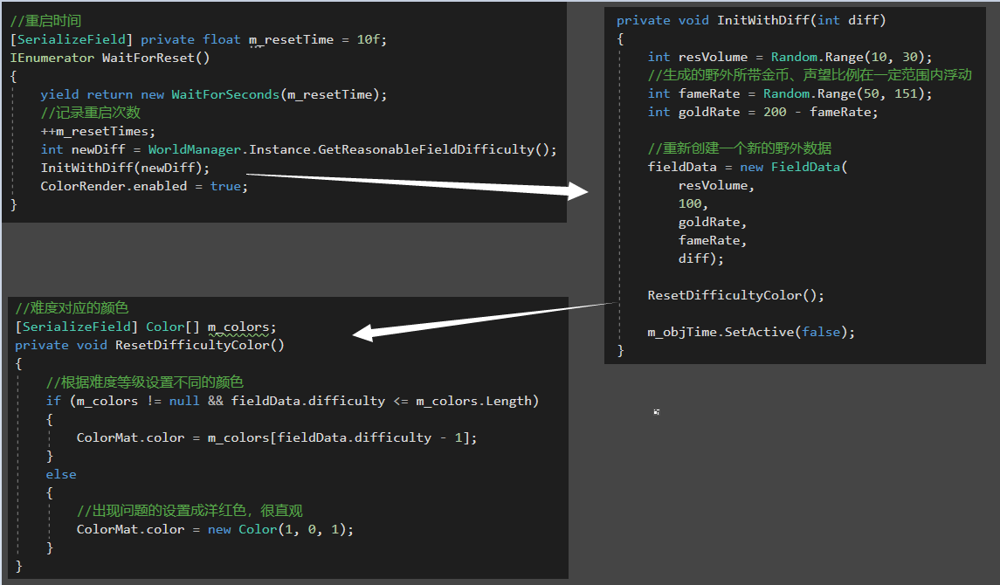 //重启时间
[SerializeField] private float m_resetTime = 10f;
IEnumerator WaitForReset()
{
    yield return new WaitForSeconds(m_resetTime);
    //记录重启次数
    ++m_resetTimes;
    int newDiff = WorldManager.Instance.GetReasonableFieldDifficulty();
    InitWithDiff(newDiff);
    ColorRender.enabled = true;
}
private void InitWithDiff(int diff)
{
    int resVolume = Random.Range(10, 30);
    //生成的野外所带金币、声望比例在一定范围内浮动
    int fameRate = Random.Range(50, 151);
    int goldRate = 200 - fameRate;
    //重新创建一个新的野外数据
    fieldData = new FieldData(
        resVolume,
        100,
        goldRate,
        fameRate,
        diff);
    ResetDifficultyColor();
    m_objTime.SetActive(false);
}
//难度对应的颜色
[SerializeField] Color[] m_colors;
private void ResetDifficultyColor()
{
    //根据难度等级设置不同的颜色
    if (m_colors != null && fieldData.difficulty <= m_colors.Length)
    {
        ColorMat.color = m_colors[fieldData.difficulty - 1];
    }
    else
    {
        //出现问题的设置成洋红色，很直观
        ColorMat.color = new Color(1, 0, 1);
    }
}